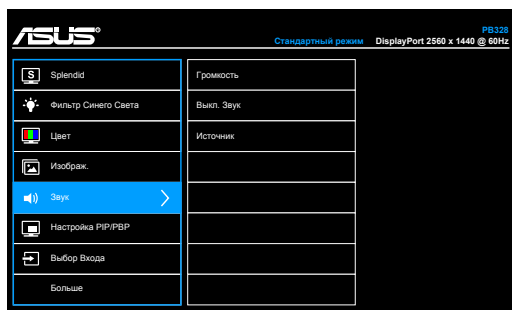 ASUS
PB328
Стандартный режим DisplayPort 2560 x 1440 @ 60Hz
S Splendid
Фильтр Синего Света
Цвет
Изображ.
Звук
Настройка PIP/PBP
Выбор Входа
Больше
Громкость
Выкл. Звук
Источник